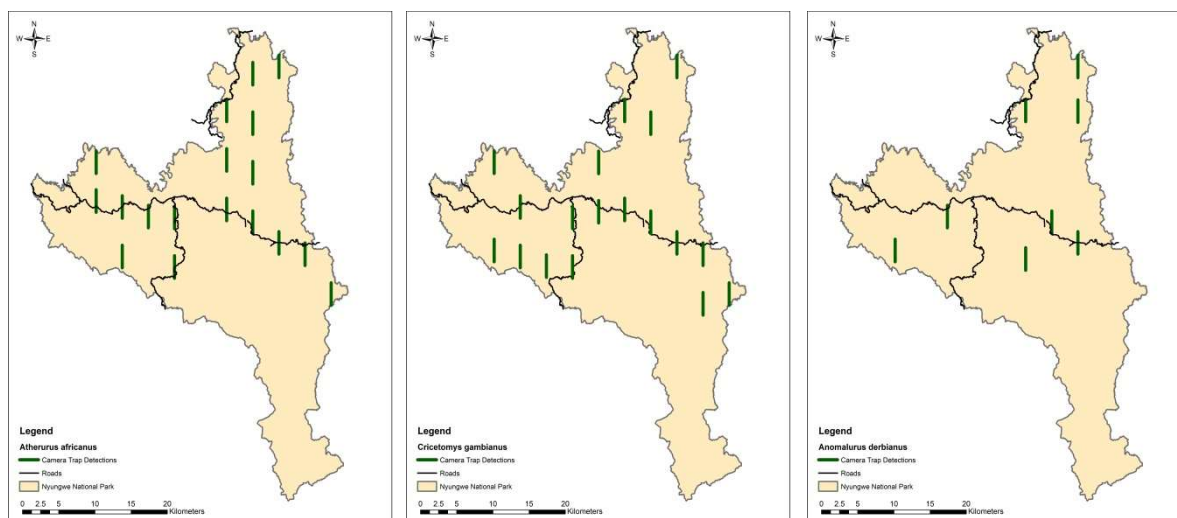 N
W E
S
Legend
Atherurus africanus
Camera Trap Detections
Roads
Nyungwe National Park
0 2.5 5 10 15 20
Kilometers
N
W E
S
Legend
Cricetomys gambianus
Camera Trap Detections
Roads
Nyungwe National Park
0 2.5 5 10 15 20
Kilometers
N
W E
S
Legend
Anomalurus derbianus
Camera Trap Detections
Roads
Nyungwe National Park
0 2.5 5 10 15 20
Kilometers